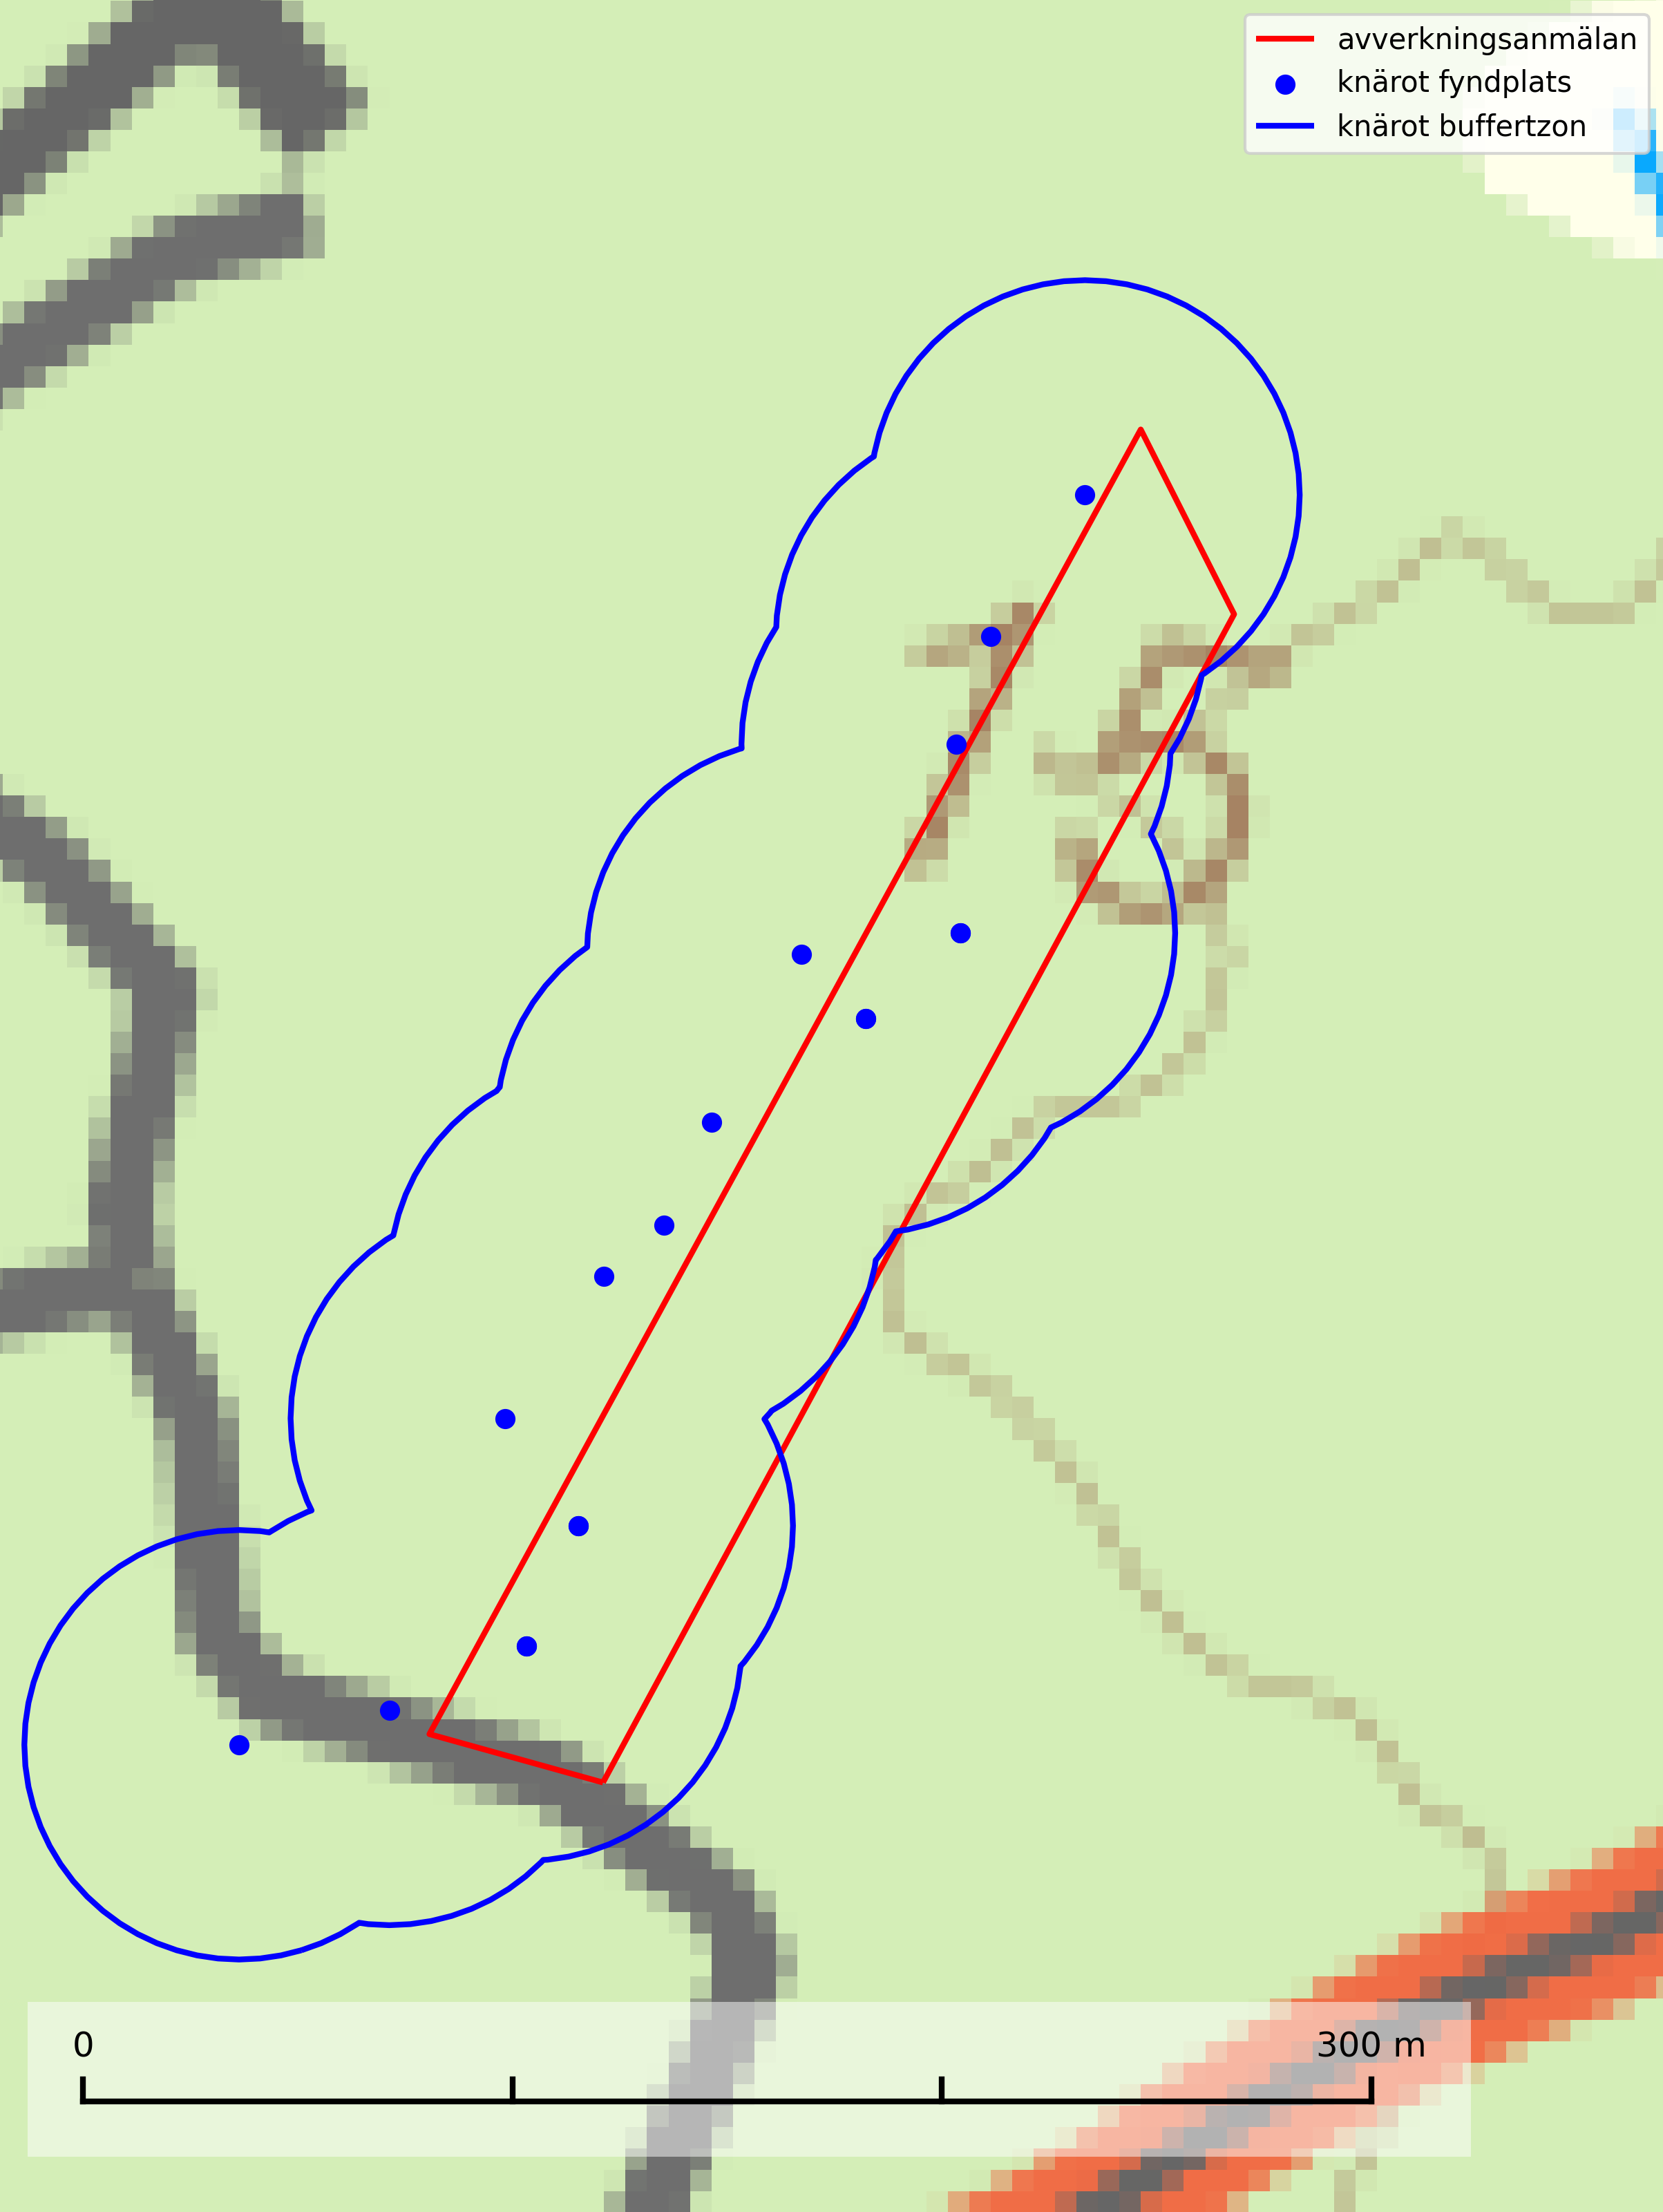 avverkningsanmälan
knärot fyndplats
knärot buffertzon
0
300 m